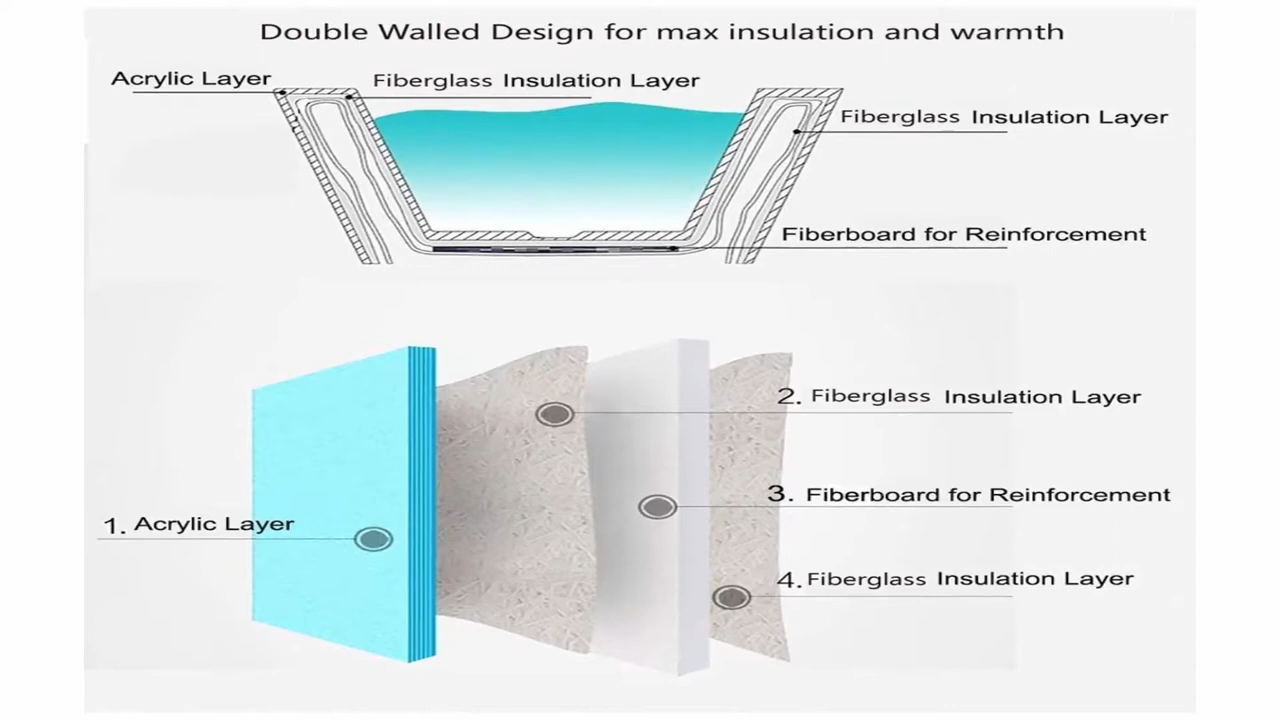 Double Walled Design for max insulation and warmth
Acrylic Layer
Fiberglass Insulation Layer
Fiberglass Insulation Layer
Fiberboard for Reinforcement
2. Fiberglass Insulation Layer
3. Fiberboard for Reinforcement
1. Acrylic Layer
4. Fiberglass Insulation Layer